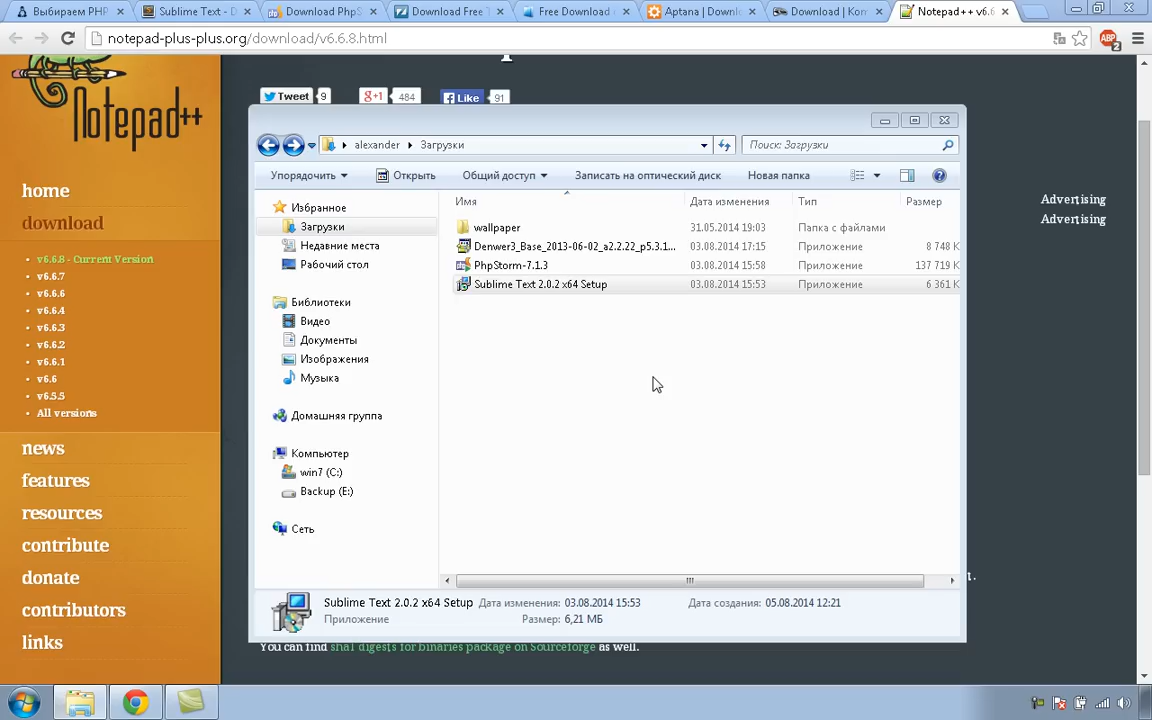 Выбираем PHP
Sublime Text - D
Download PhpS
Download Free T
Free Download
Aptana | Downl
Download | Kom
Notepad++ v6.6
notepad-plus-plus.org/download/v6.6.8.html
ABP
2
Notepad++
Tweet 9
g+1 484
Like 91
home
download
v6.6.8 - Current Version
v6.6.7
v6.6.6
v6.6.4
v6.6.3
v6.6.2
v6.6.1
v6.6
v6.5.5
All versions
news
features
resources
contribute
donate
contributors
links
Advertising
Advertising
alexander Загрузки
Поиск: Загрузки
Упорядочить Открыть Общий доступ Записать на оптический диск Новая папка
Избранное
Загрузки
Недавние места
Рабочий стол
Библиотеки
Видео
Документы
Изображения
Музыка
Домашняя группа
Компьютер
win7 (C:)
Backup (E:)
Сеть
Имя Дата изменения Тип Размер
wallpaper 31.05.2014 19:03 Папка с файлами
Denwer3_Base_2013-06-02_a2.2.22_p5.3.1... 03.08.2014 17:15 Приложение 8 748 K
PhpStorm-7.1.3 03.08.2014 15:58 Приложение 137 719 K
Sublime Text 2.0.2 x64 Setup 03.08.2014 15:53 Приложение 6 361 K
Sublime Text 2.0.2 x64 Setup Дата изменения: 03.08.2014 15:53 Дата создания: 05.08.2014 12:21
Приложение Размер: 6,21 МБ
You can find sha1 digests for binaries package on Sourceforge as well.